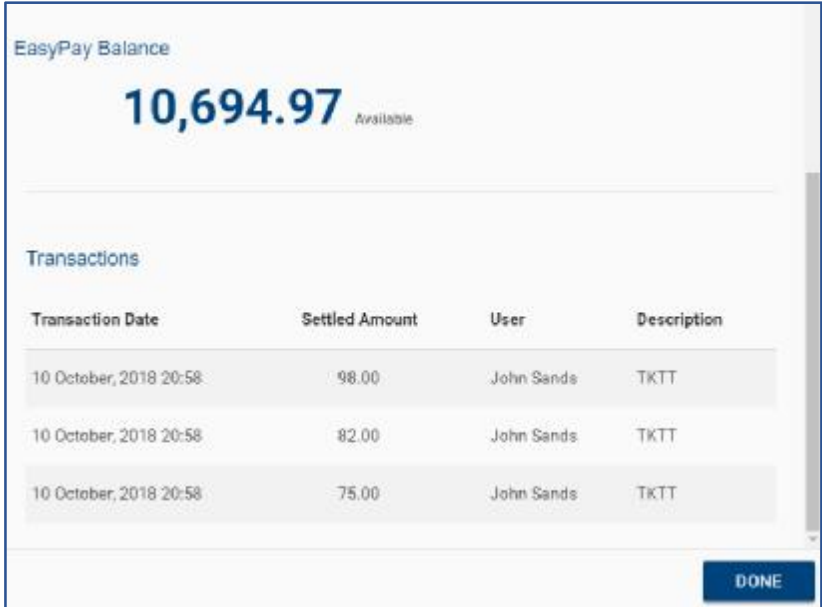 EasyPay Balance
10,694.97 Available
Transactions
Transaction Date Settled Amount User Description
10 October, 2018 20:58 98.00 John Sands TKTT
10 October, 2018 20:58 82.00 John Sands TKTT
10 October, 2018 20:58 75.00 John Sands TKTT
DONE